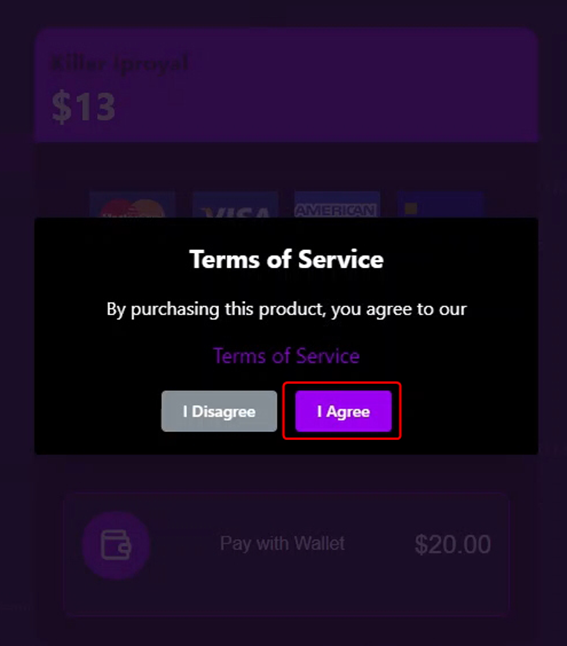 Killer iproyal
$13
VISA
AMERICAN
Terms of Service
By purchasing this product, you agree to our
Terms of Service
I Disagree
I Agree
Pay with Wallet
$20.00